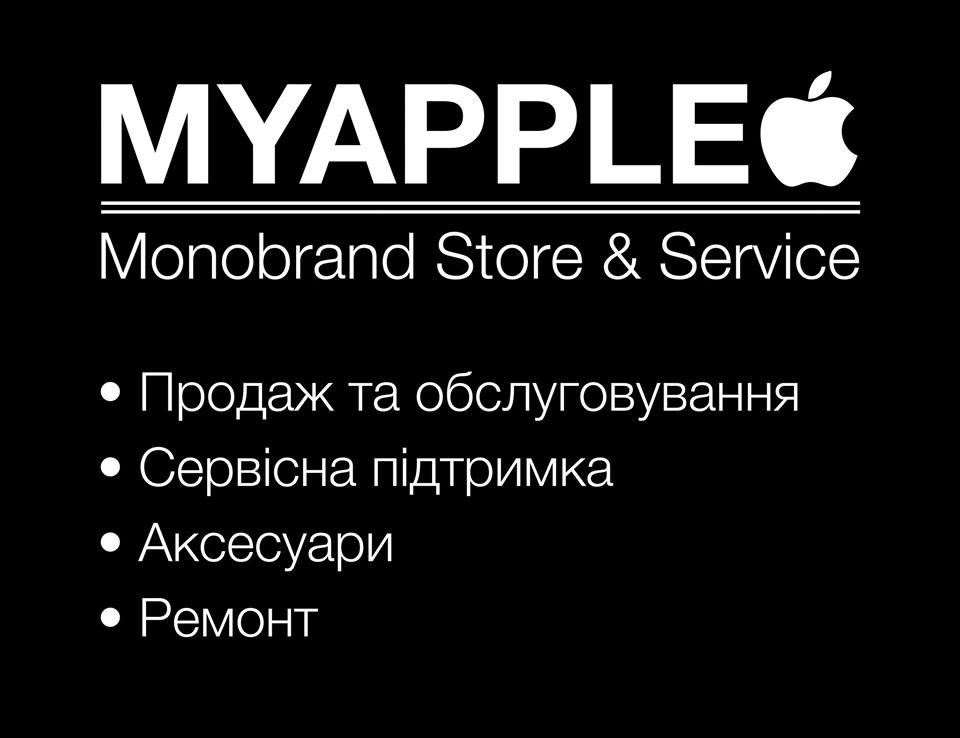 MYAPPLE
Monobrand Store & Service
• Продаж та обслуговування
• Сервісна підтримка
• Аксесуари
• Ремонт